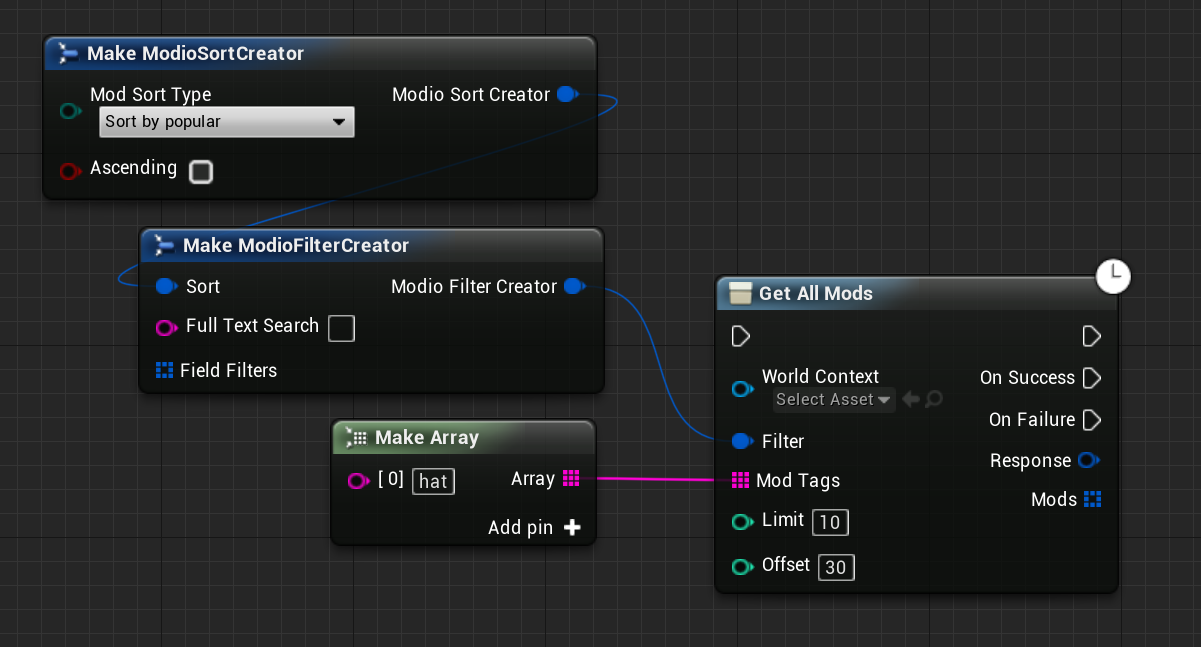 Make ModioSortCreator
Mod Sort Type
Sort by popular
Modio Sort Creator
Ascending
Make ModioFilterCreator
Sort
Modio Filter Creator
Full Text Search
Field Filters
Make Array
[ 0] hat
Array
Add pin
Get All Mods
World Context
Select Asset
On Success
On Failure
Filter
Response
Mod Tags
Mods
Limit 10
Offset 30